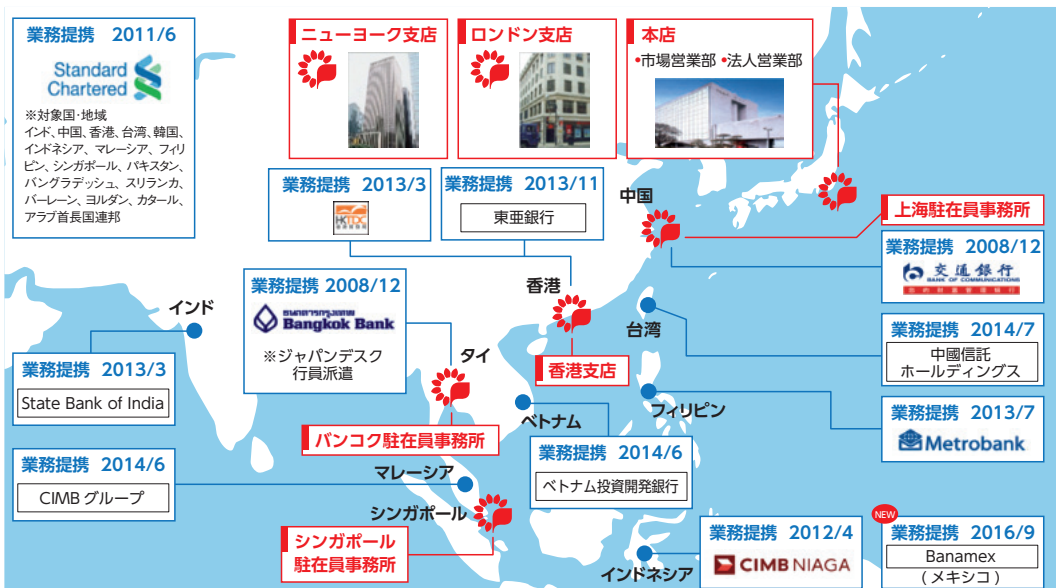 業務提携 2011/6
Standard
Chartered
※対象国・地域
インド、中国、香港、台湾、韓国、
インドネシア、マレーシア、フィリ
ピン、シンガポール、パキスタン、
バングラデッシュ、スリランカ、
バーレーン、ヨルダン、カタール、
アラブ首長国連邦
ニューヨーク支店
ロンドン支店
本店
•市場営業部 •法人営業部
業務提携 2013/3
HKTDC
業務提携 2013/11
東亜銀行
中国
上海駐在員事務所
業務提携 2008/12
交通銀行
BANK OF COMMUNICATIONS
インド
業務提携 2008/12
ธนาคารกรุงเทพ
Bangkok Bank
※ジャパンデスク
行員派遣
香港
台湾
業務提携 2014/7
中國信託
ホールディングス
タイ
香港支店
業務提携 2013/3
State Bank of India
フィリピン
業務提携 2013/7
Metrobank
ベトナム
バンコク駐在員事務所
業務提携 2014/6
ベトナム投資開発銀行
業務提携 2014/6
CIMB グループ
マレーシア
シンガポール
シンガポール
駐在員事務所
インドネシア
業務提携 2012/4
CIMB NIAGA
NEW
業務提携 2016/9
Banamex
(メキシコ)